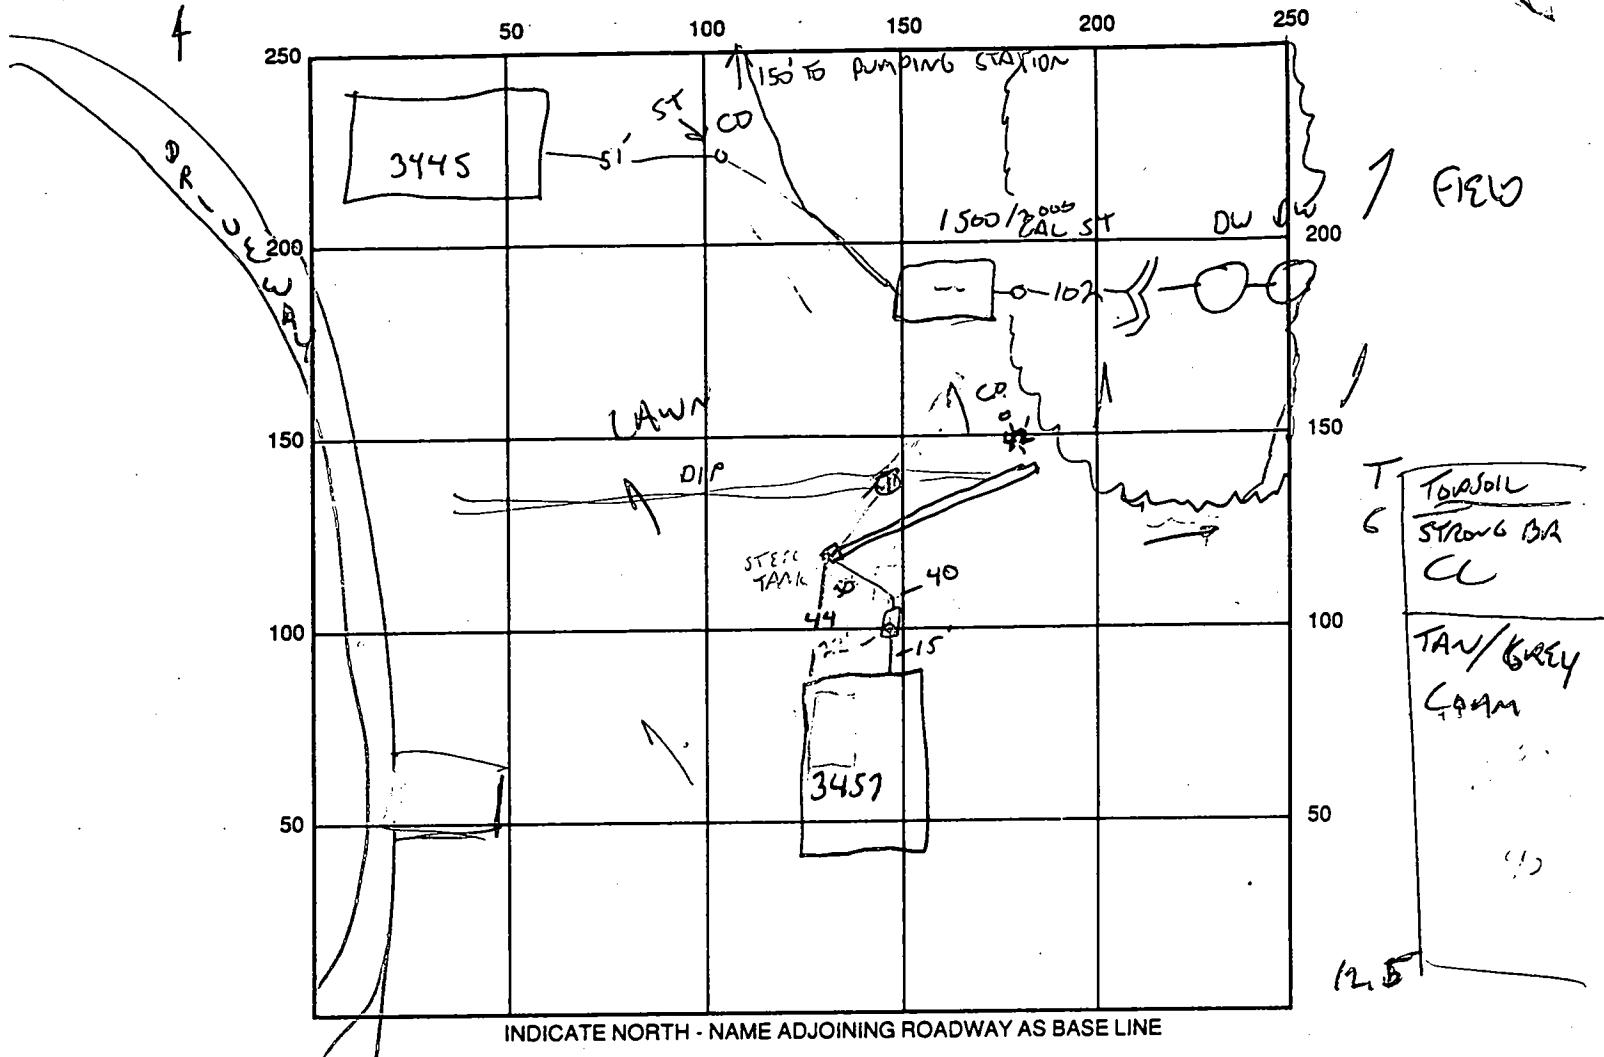 50 100 150 200 250
250
150' TO PUMPING STATION
ST
CO
3445
51'
DRIVEWAY
FIELD
1500/2000
GAL ST
DW DW
200
200
102
CO
LAWN
150
150
42
DIP
T
TOPSOIL
6
STRONG BR
CL
STEEL
TANK
40
30
44
100
100
22'
15'
TAN/GREY
LOAM
3457
50
50
12.5
INDICATE NORTH - NAME ADJOINING ROADWAY AS BASE LINE